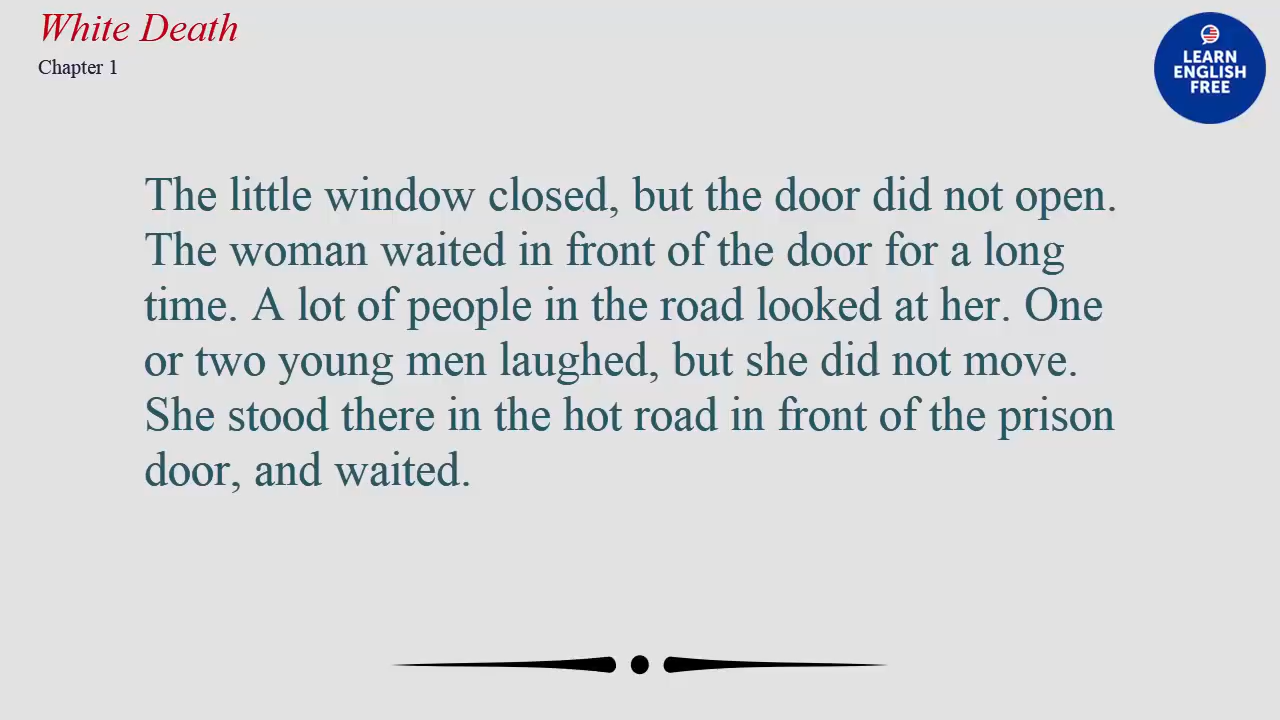 White Death
Chapter 1
LEARN
ENGLISH
FREE
The little window closed, but the door did not open.
The woman waited in front of the door for a long
time. A lot of people in the road looked at her. One
or two young men laughed, but she did not move.
She stood there in the hot road in front of the prison
door, and waited.